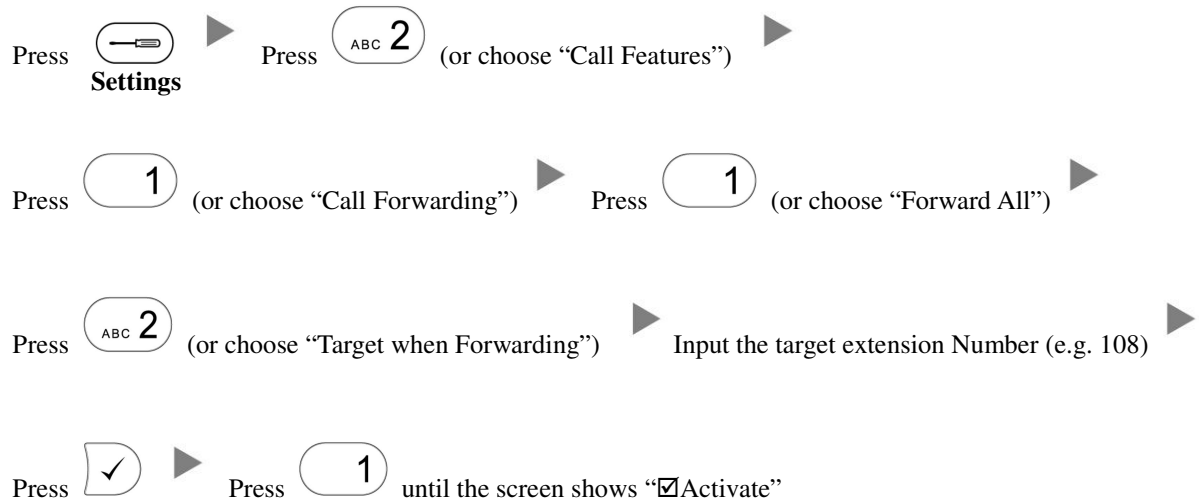 Press Press ABC 2 (or choose “Call Features”)
Settings
Press 1 (or choose “Call Forwarding”) Press 1 (or choose “Forward All”)
Press ABC 2 (or choose “Target when Forwarding”) Input the target extension Number (e.g. 108)
Press ✓ Press 1 until the screen shows “☑Activate”